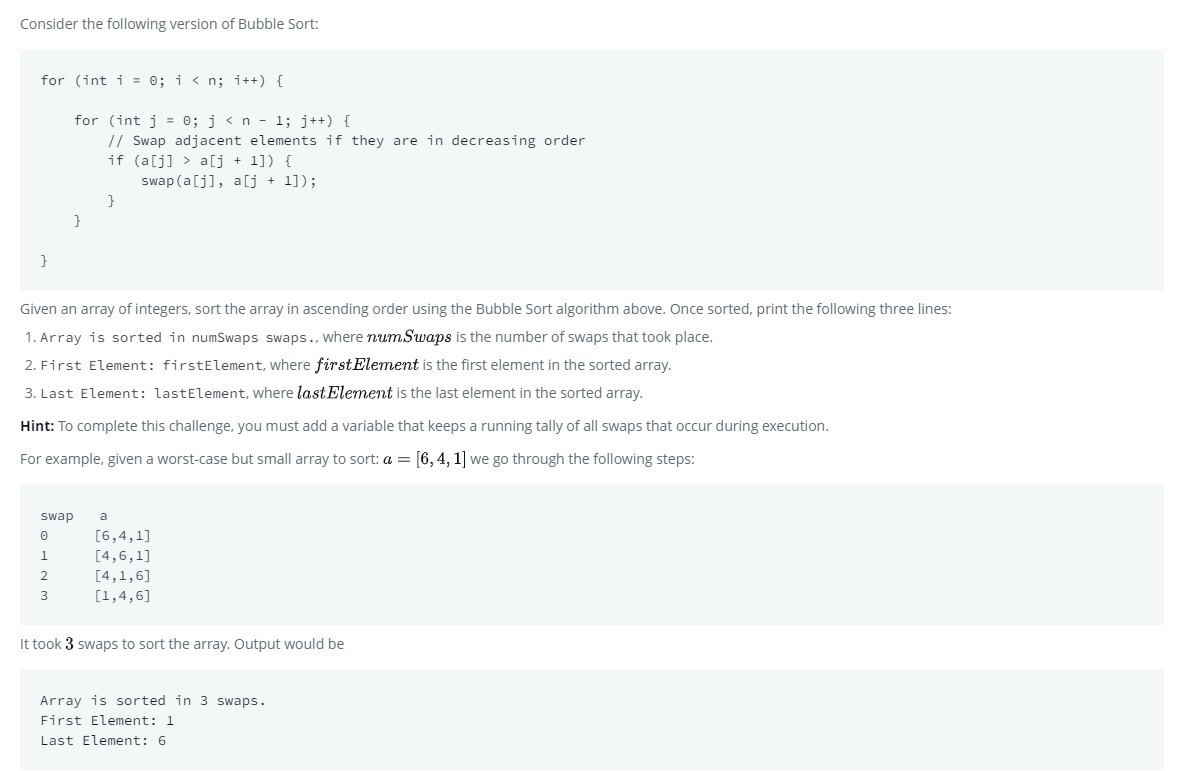 Consider the following version of Bubble Sort:
for (int i = 0; i < n; i++) {
for (int j = 0; j < n - 1; j++) {
// Swap adjacent elements if they are in decreasing order
if (a[j] > a[j + 1]) {
swap(a[j], a[j + 1]);
}
}
}
Given an array of integers, sort the array in ascending order using the Bubble Sort algorithm above. Once sorted, print the following three lines:
1. Array is sorted in numSwaps swaps., where numSwaps is the number of swaps that took place.
2. First Element: firstElement, where firstElement is the first element in the sorted array.
3. Last Element: lastElement, where lastElement is the last element in the sorted array.
Hint: To complete this challenge, you must add a variable that keeps a running tally of all swaps that occur during execution.
For example, given a worst-case but small array to sort: a = [6, 4, 1] we go through the following steps:
swap a
0 [6,4,1]
1 [4,6,1]
2 [4,1,6]
3 [1,4,6]
It took 3 swaps to sort the array. Output would be
Array is sorted in 3 swaps.
First Element: 1
Last Element: 6